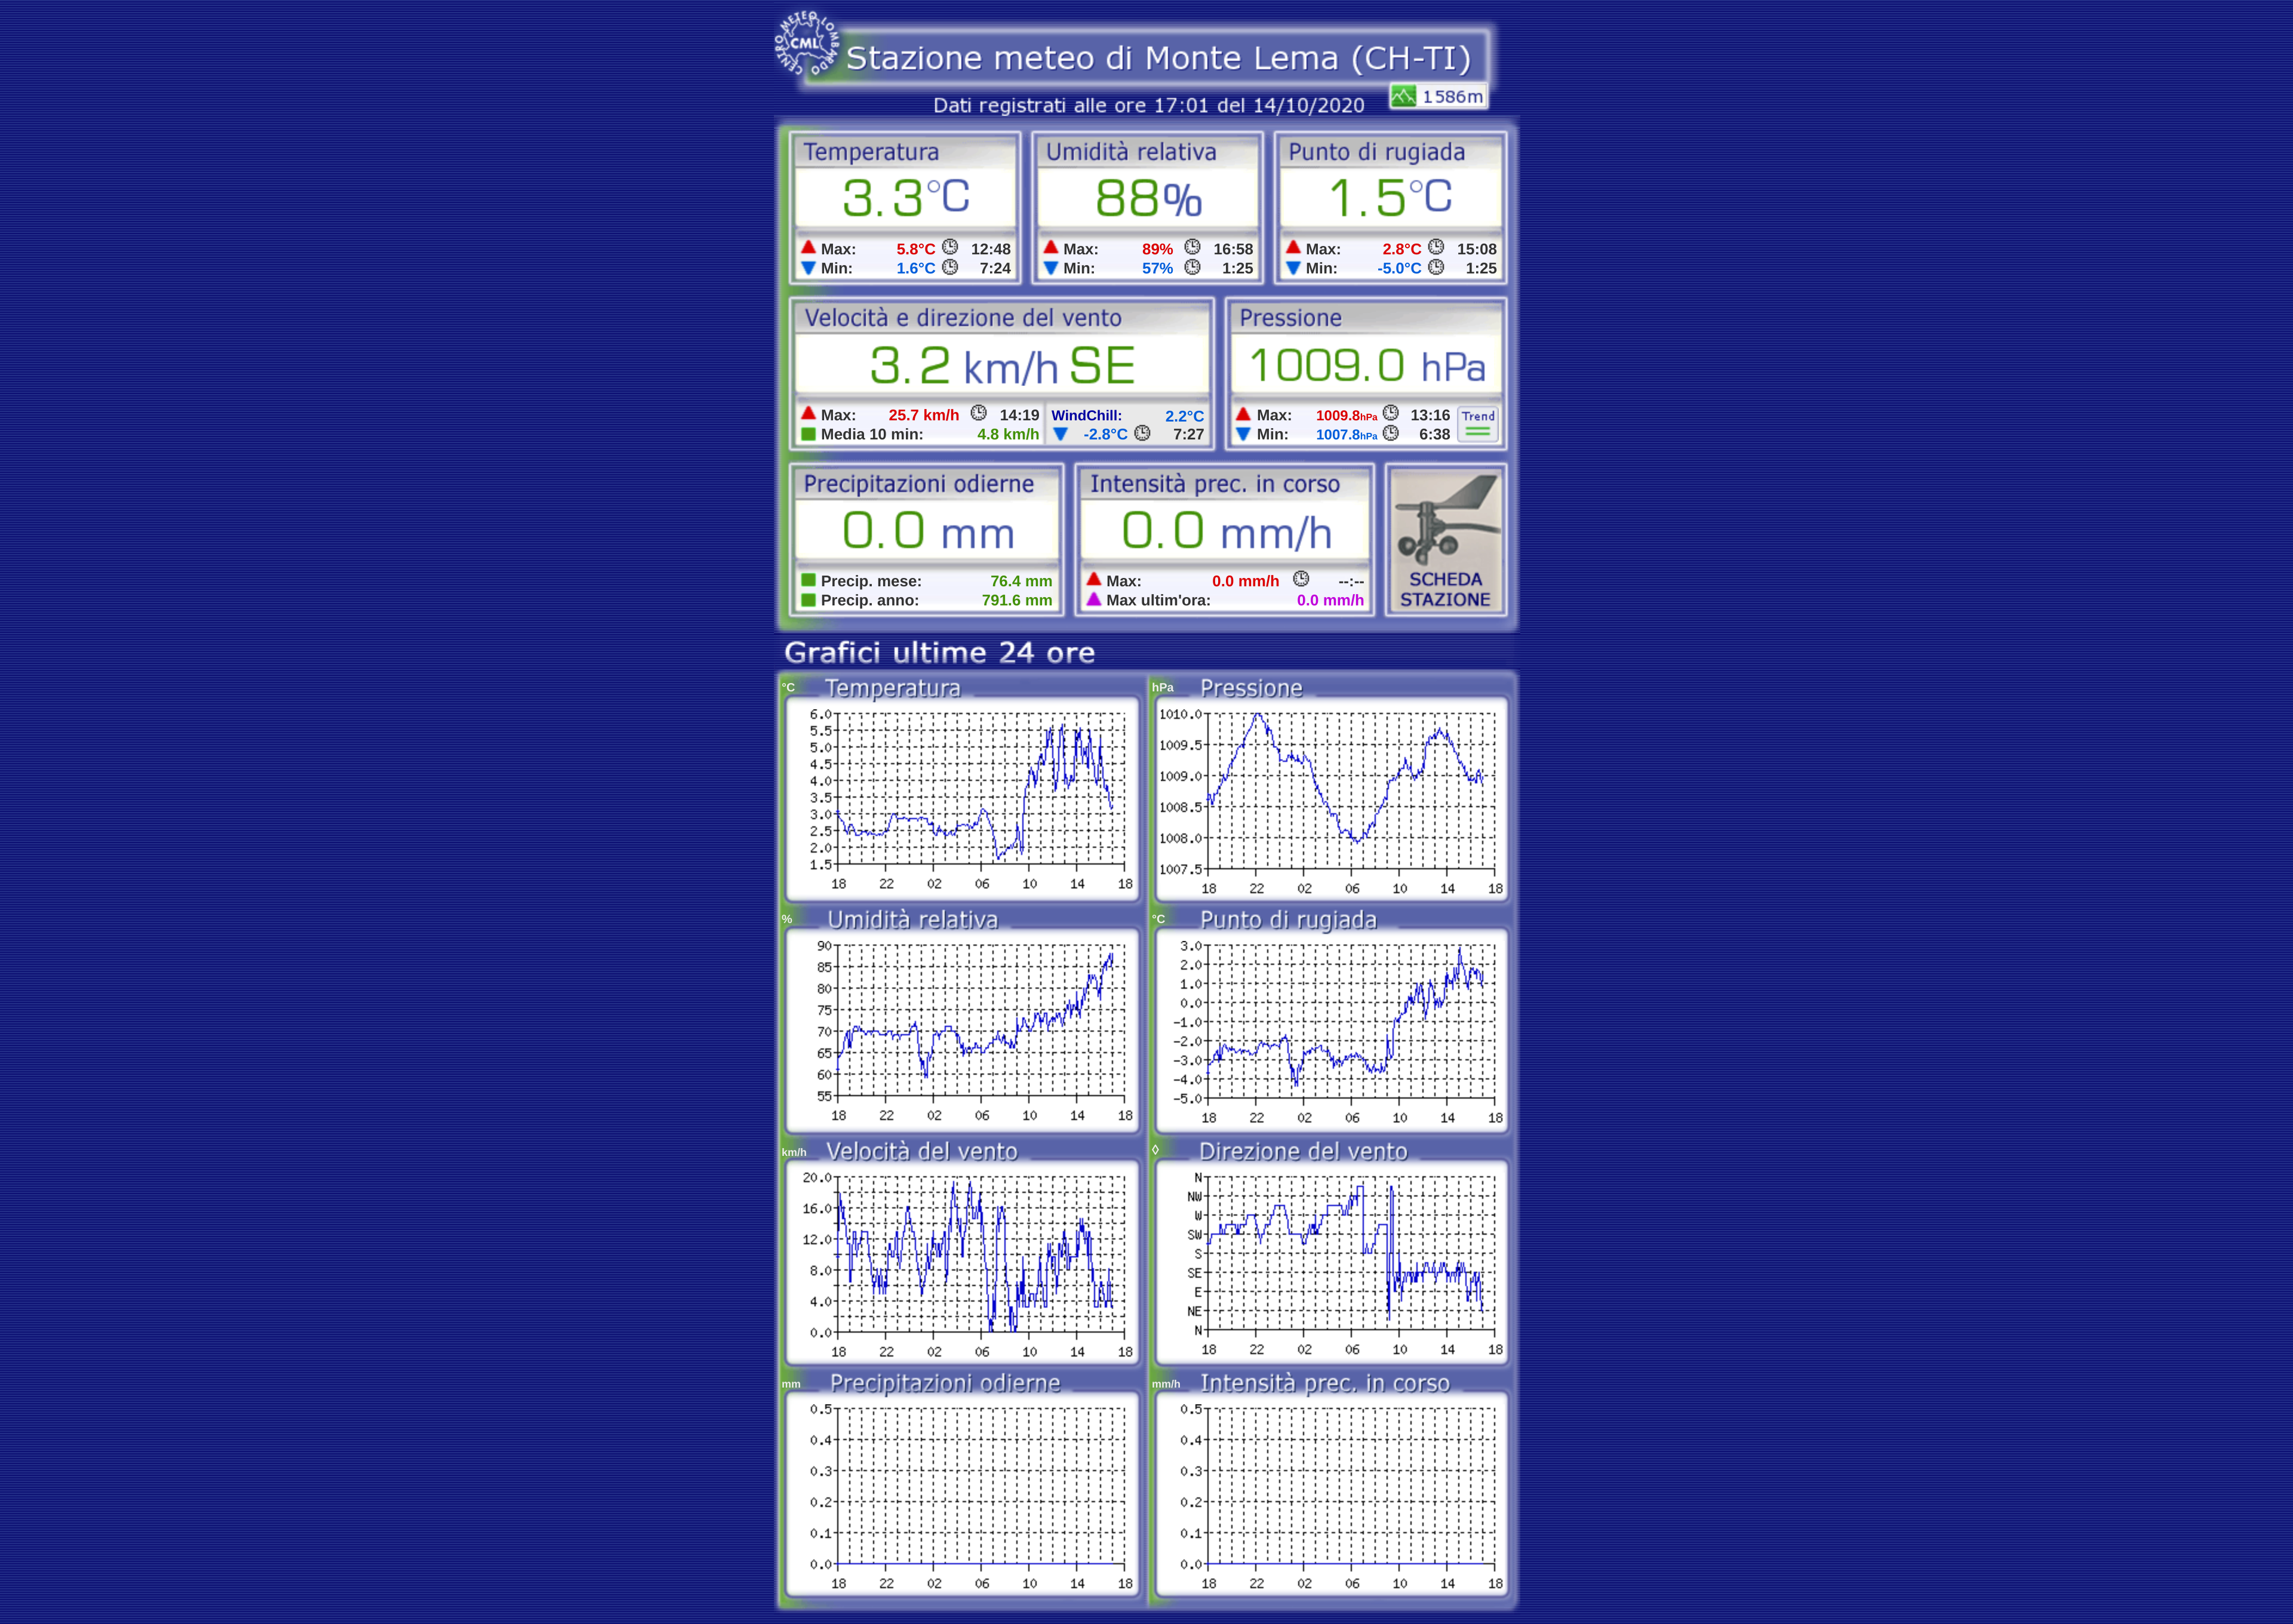 CENTRO METEO LOMBARDO
CML
Stazione meteo di Monte Lema (CH-TI)
Dati registrati alle ore 17:01 del 14/10/2020
1586m
Temperatura
3.3°C
Max: 5.8°C 12:48
Min: 1.6°C 7:24
Umidità relativa
88%
Max: 89% 16:58
Min: 57% 1:25
Punto di rugiada
1.5°C
Max: 2.8°C 15:08
Min: -5.0°C 1:25
Velocità e direzione del vento
3.2 km/h SE
Max: 25.7 km/h 14:19
Media 10 min: 4.8 km/h
WindChill: 2.2°C
-2.8°C 7:27
Pressione
1009.0 hPa
Max: 1009.8hPa 13:16
Min: 1007.8hPa 6:38
Trend
Precipitazioni odierne
0.0 mm
Precip. mese: 76.4 mm
Precip. anno: 791.6 mm
Intensità prec. in corso
0.0 mm/h
Max: 0.0 mm/h --:--
Max ultim'ora: 0.0 mm/h
SCHEDA
STAZIONE
Grafici ultime 24 ore
°C Temperatura
6.0
5.5
5.0
4.5
4.0
3.5
3.0
2.5
2.0
1.5
18 22 02 06 10 14 18
hPa Pressione
1010.0
1009.5
1009.0
1008.5
1008.0
1007.5
18 22 02 06 10 14 18
% Umidità relativa
90
85
80
75
70
65
60
55
18 22 02 06 10 14 18
°C Punto di rugiada
3.0
2.0
1.0
0.0
-1.0
-2.0
-3.0
-4.0
-5.0
18 22 02 06 10 14 18
km/h Velocità del vento
20.0
16.0
12.0
8.0
4.0
0.0
18 22 02 06 10 14 18
◊ Direzione del vento
N
NW
W
SW
S
SE
E
NE
N
18 22 02 06 10 14 18
mm Precipitazioni odierne
0.5
0.4
0.3
0.2
0.1
0.0
18 22 02 06 10 14 18
mm/h Intensità prec. in corso
0.5
0.4
0.3
0.2
0.1
0.0
18 22 02 06 10 14 18